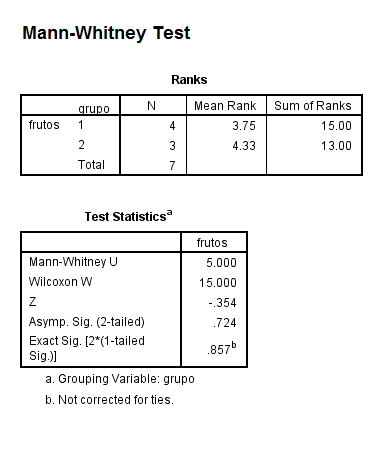 Mann-Whitney Test
Ranks
grupo N Mean Rank Sum of Ranks
frutos 1 4 3.75 15.00
2 3 4.33 13.00
Total 7
Test Statisticsa
frutos
Mann-Whitney U 5.000
Wilcoxon W 15.000
Z -.354
Asymp. Sig. (2-tailed) .724
Exact Sig. [2*(1-tailed
Sig.)] .857b
a. Grouping Variable: grupo
b. Not corrected for ties.